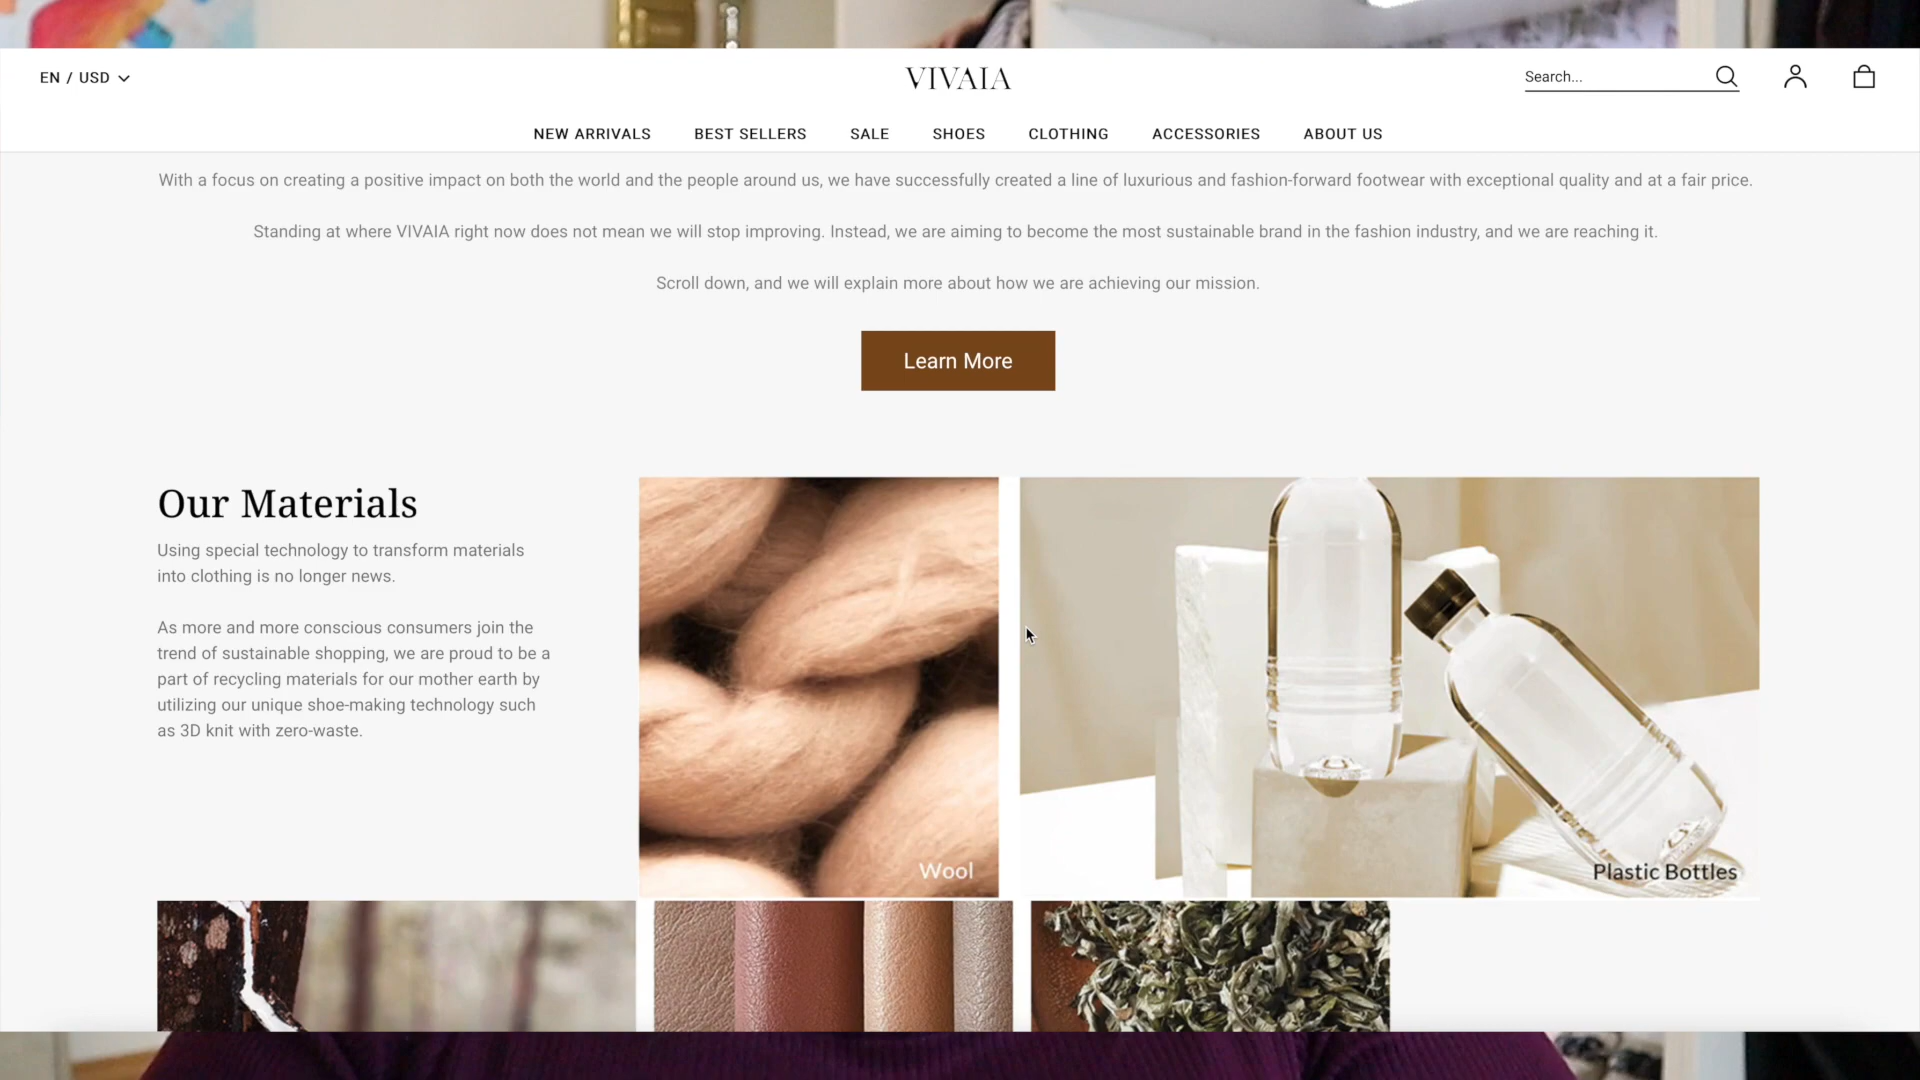 EN / USD
VIVAIA
Search...
NEW ARRIVALS
BEST SELLERS
SALE
SHOES
CLOTHING
ACCESSORIES
ABOUT US
With a focus on creating a positive impact on both the world and the people around us, we have successfully created a line of luxurious and fashion-forward footwear with exceptional quality and at a fair price.
Standing at where VIVAIA right now does not mean we will stop improving. Instead, we are aiming to become the most sustainable brand in the fashion industry, and we are reaching it.
Scroll down, and we will explain more about how we are achieving our mission.
Learn More
Our Materials
Using special technology to transform materials
into clothing is no longer news.
As more and more conscious consumers join the
trend of sustainable shopping, we are proud to be a
part of recycling materials for our mother earth by
utilizing our unique shoe-making technology such
as 3D knit with zero-waste.
Wool
Plastic Bottles